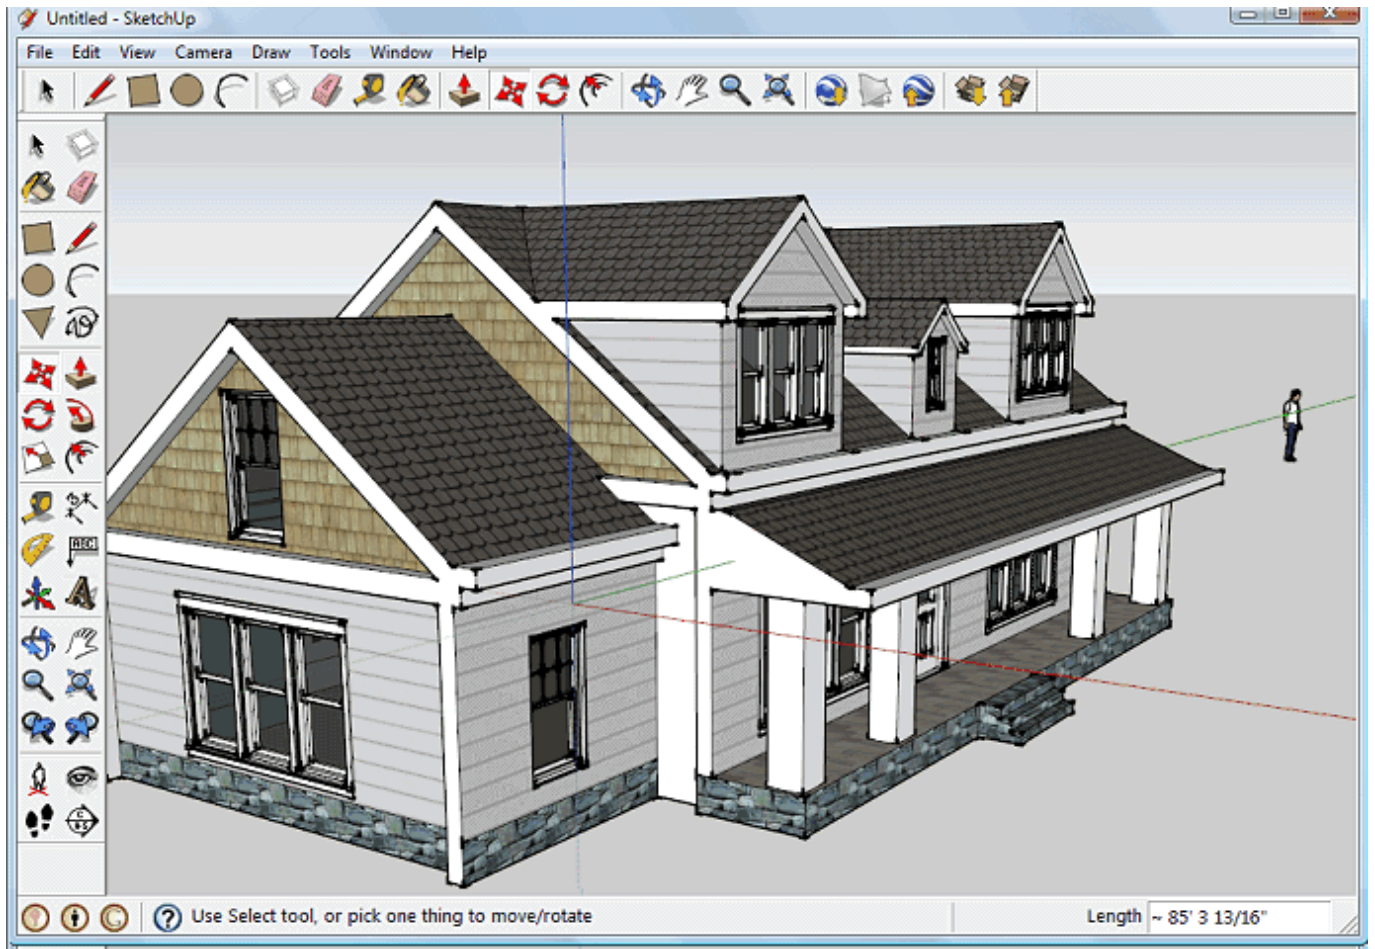 Untitled - SketchUp
File Edit View Camera Draw Tools Window Help
ABC
Use Select tool, or pick one thing to move/rotate
Length ~ 85' 3 13/16"